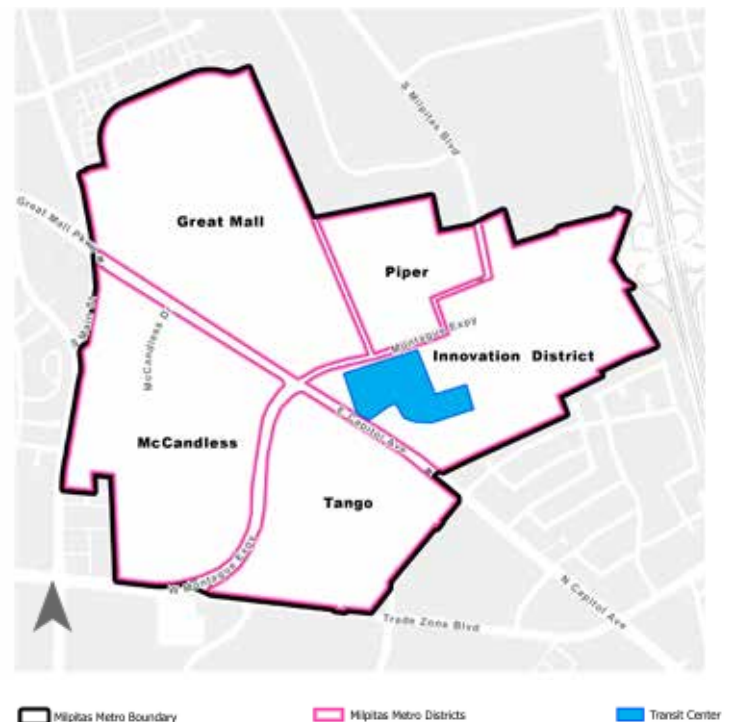 S Milpitas Blvd
Great Mall Pkwy
Great Mall
Piper
S Main St
McCandless D
Montague Expy
Innovation District
E Capitol Ave
McCandless
Tango
W Montague Expy
N Capitol Ave
Trade Zone Blvd
Milpitas Metro Boundary
Milpitas Metro Districts
Transit Center